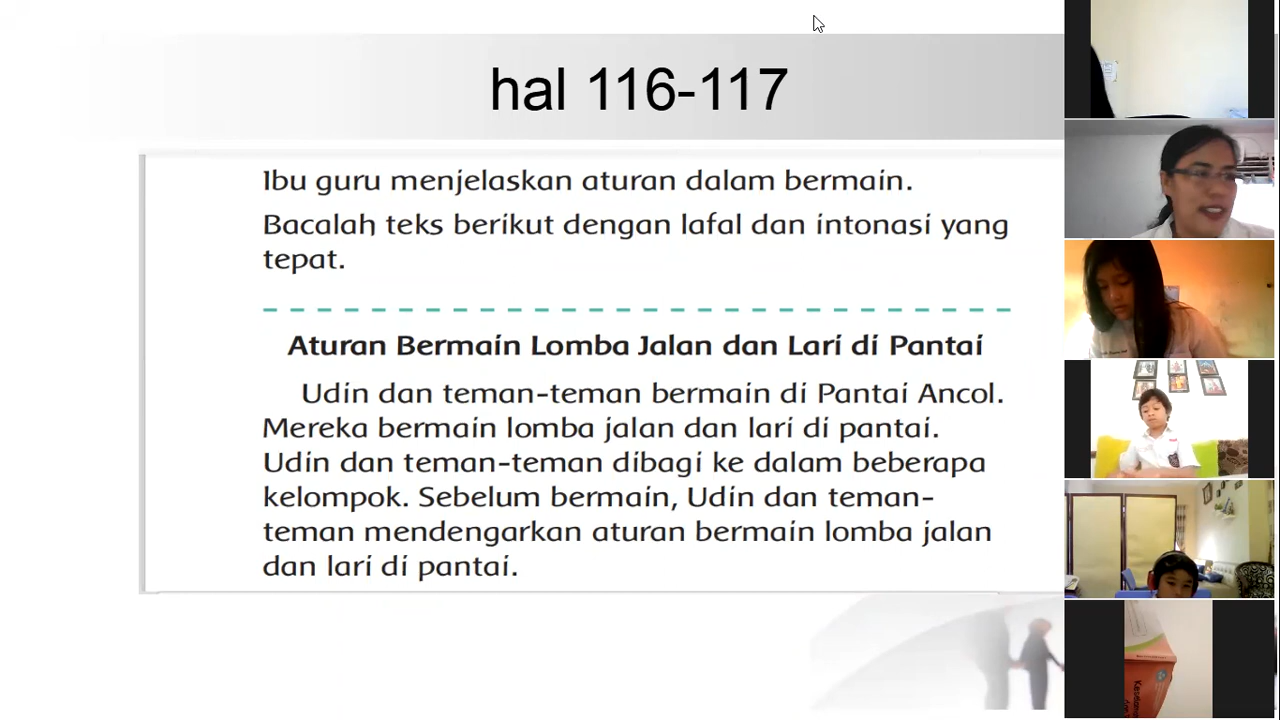 hal 116-117
Ibu guru menjelaskan aturan dalam bermain.
Bacalah teks berikut dengan lafal dan intonasi yang
tepat.
Aturan Bermain Lomba Jalan dan Lari di Pantai
Udin dan teman-teman bermain di Pantai Ancol.
Mereka bermain lomba jalan dan lari di pantai.
Udin dan teman-teman dibagi ke dalam beberapa
kelompok. Sebelum bermain, Udin dan teman-
teman mendengarkan aturan bermain lomba jalan
dan lari di pantai.